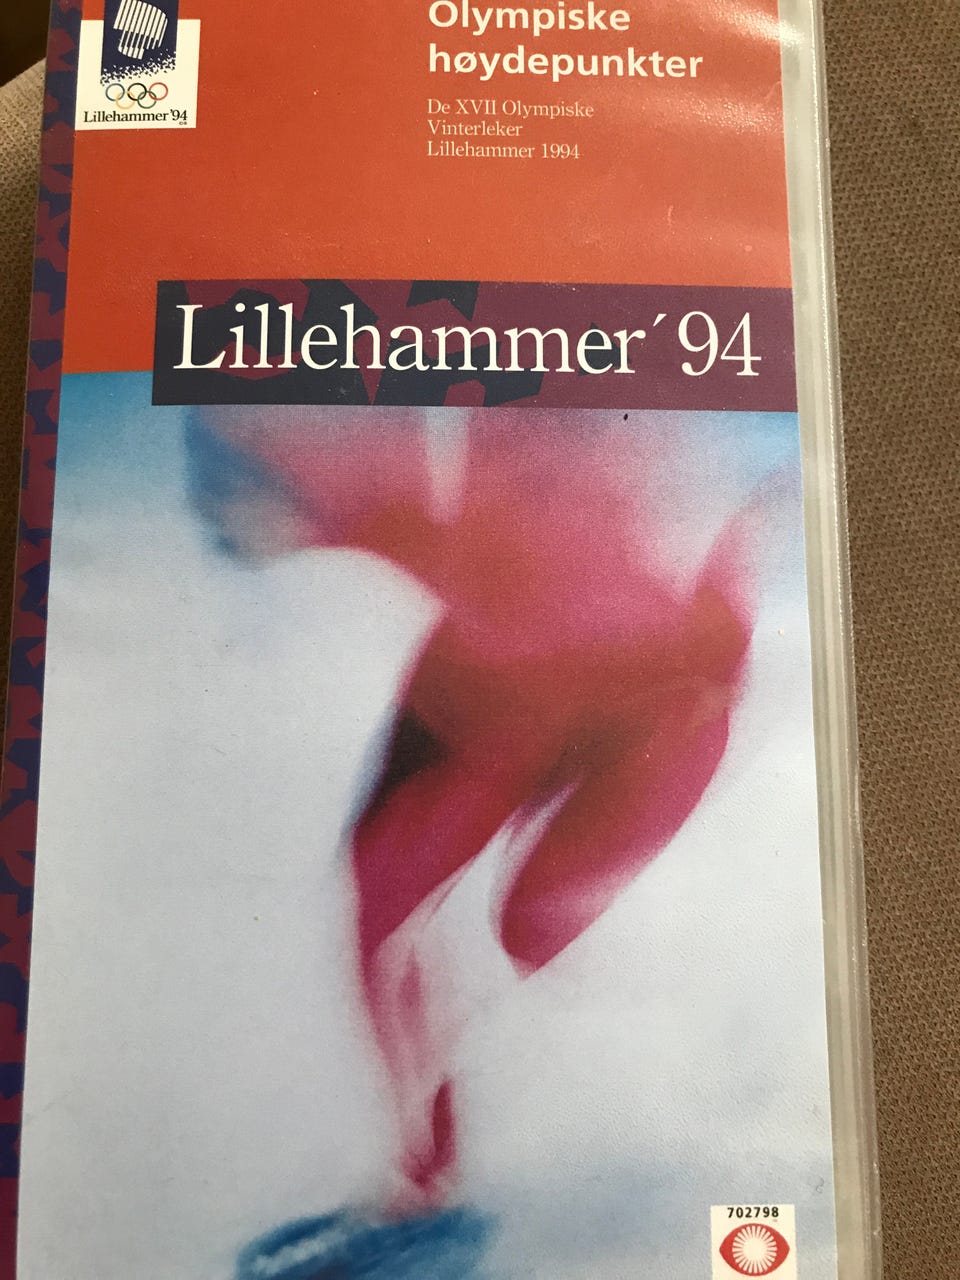 Lillehammer '94
Olympiske
høydepunkter
De XVII Olympiske
Vinterleker
Lillehammer 1994
Lillehammer´94
702798